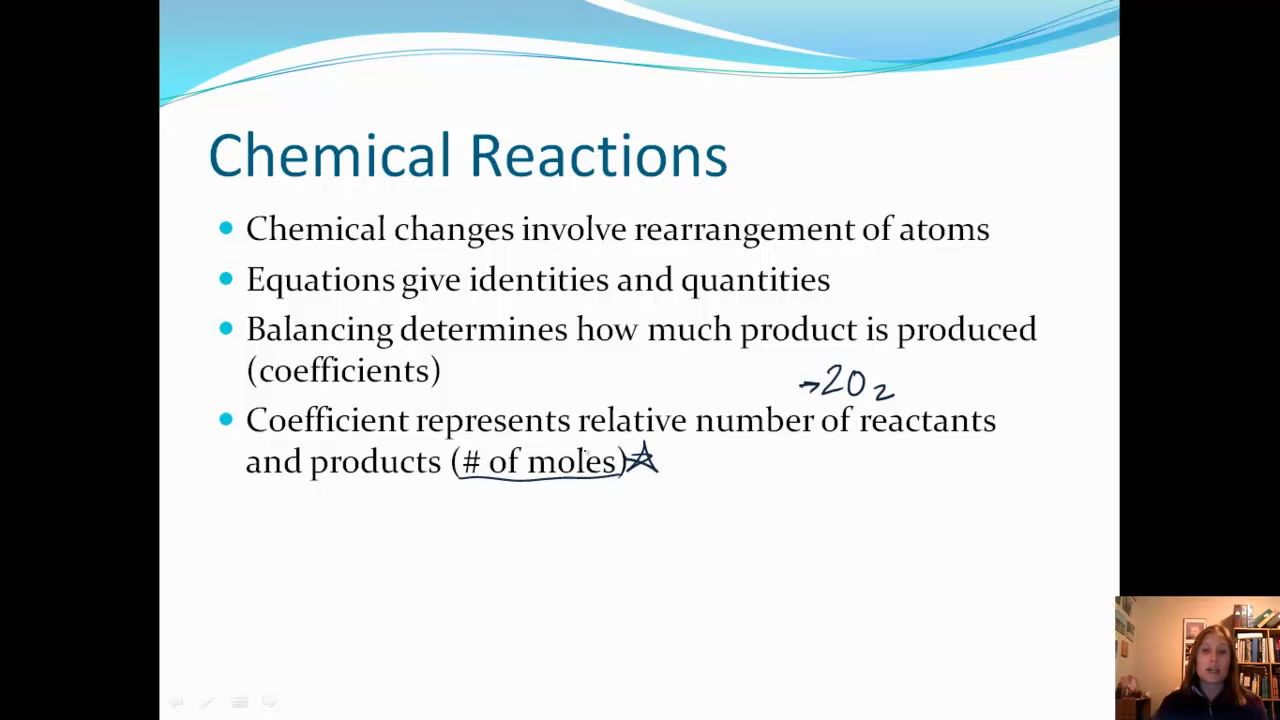 Chemical Reactions
• Chemical changes involve rearrangement of atoms
• Equations give identities and quantities
• Balancing determines how much product is produced
(coefficients)
→2O₂
• Coefficient represents relative number of reactants
and products (# of moles)☆